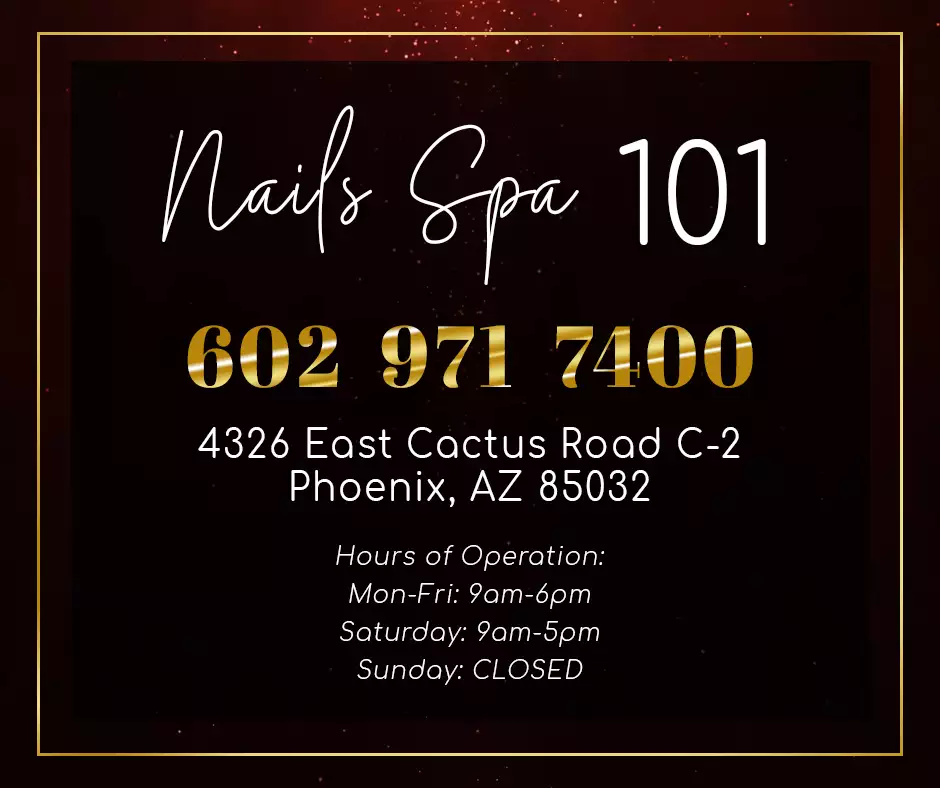 Nails Spa 101
602 971 7400
4326 East Cactus Road C-2
Phoenix, AZ 85032
Hours of Operation:
Mon-Fri: 9am-6pm
Saturday: 9am-5pm
Sunday: CLOSED